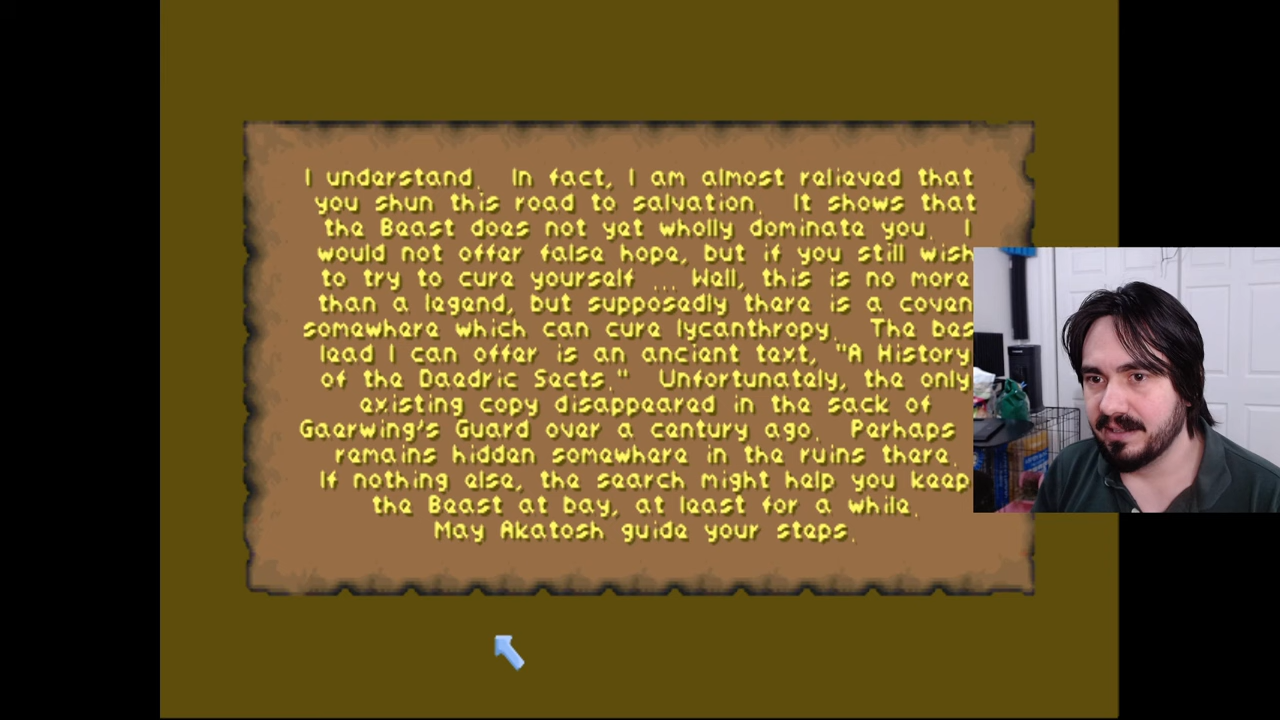 I understand. In fact, I am almost relieved that
you shun this road to salvation. It shows that
the Beast does not yet wholly dominate you. I
would not offer false hope, but if you still wish
to try to cure yourself ... Well, this is no more
than a legend, but supposedly there is a coven
somewhere which can cure lycanthropy. The bes
lead I can offer is an ancient text, "A History
of the Daedric Sects." Unfortunately, the only
existing copy disappeared in the sack of
Gaerwing's Guard over a century ago. Perhaps
remains hidden somewhere in the ruins there.
If nothing else, the search might help you keep
the Beast at bay, at least for a while.
May Akatosh guide your steps.